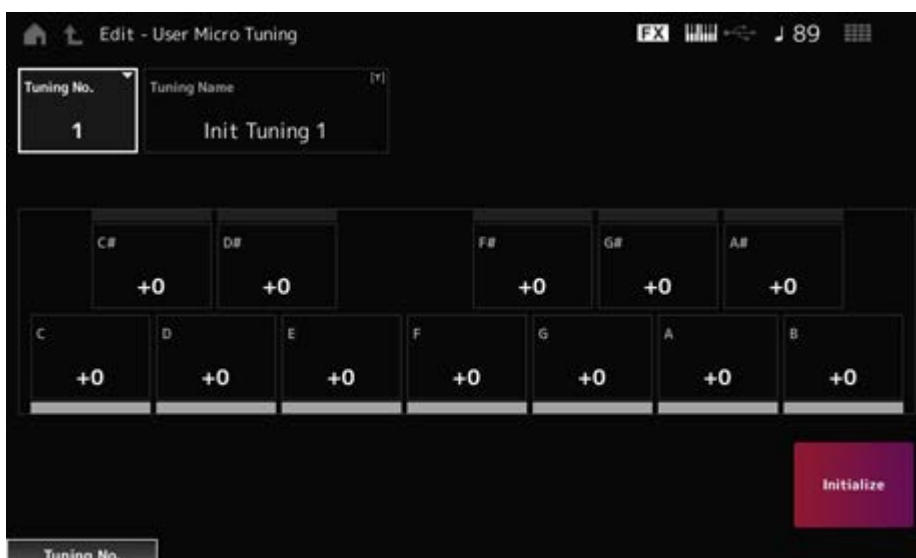 Edit - User Micro Tuning FX ♩ 89
Tuning No. Tuning Name [T]
1 Init Tuning 1
C# D# F# G# A#
+0 +0 +0 +0 +0
C D E F G A B
+0 +0 +0 +0 +0 +0 +0
Initialize
Tuning No.